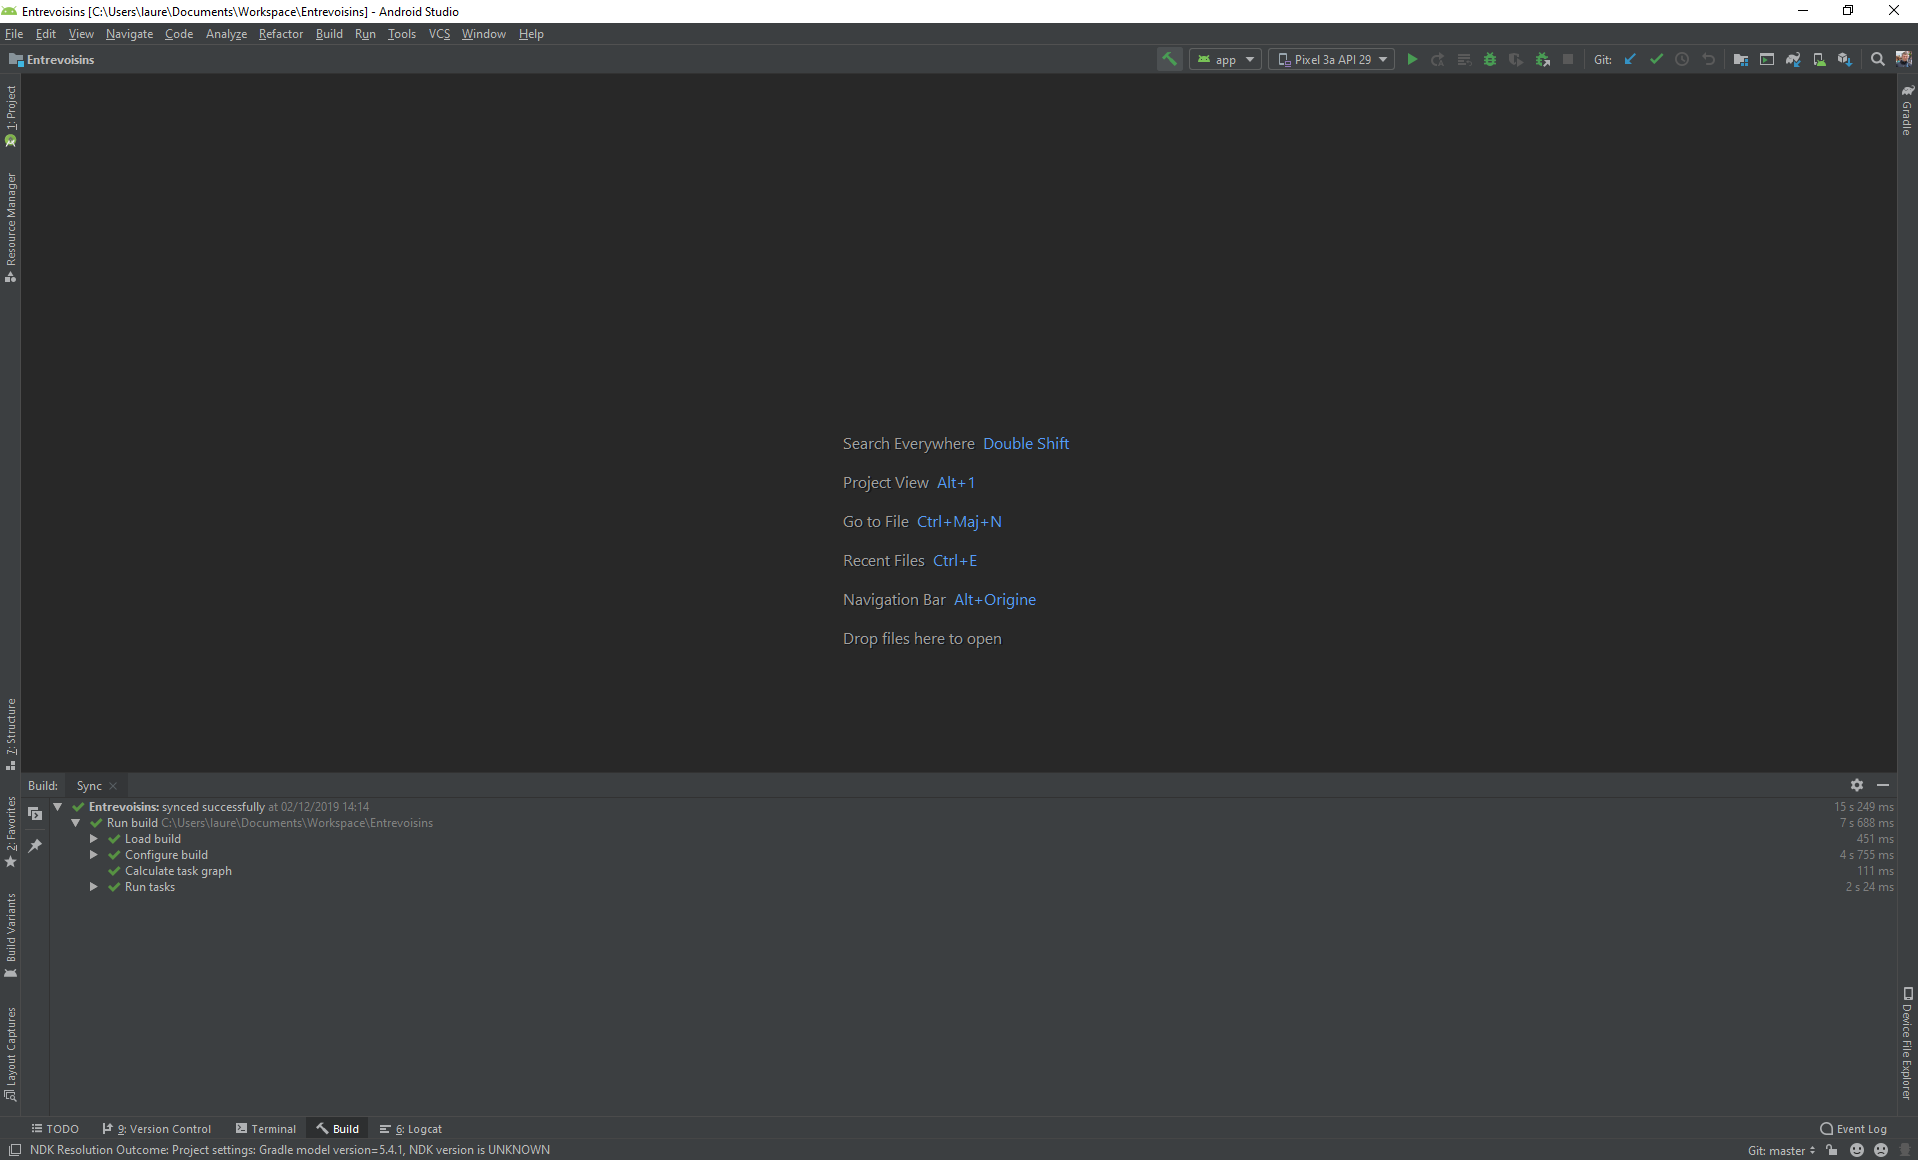 Entrevoisins [C:\Users\laure\Documents\Workspace\Entrevoisins] - Android Studio
File Edit View Navigate Code Analyze Refactor Build Run Tools VCS Window Help
Entrevoisins
app
Pixel 3a API 29
Git:
1: Project
Resource Manager
7: Structure
2: Favorites
Build Variants
Layout Captures
Gradle
Device File Explorer
Search Everywhere Double Shift
Project View Alt+1
Go to File Ctrl+Maj+N
Recent Files Ctrl+E
Navigation Bar Alt+Origine
Drop files here to open
Build: Sync
Entrevoisins: synced successfully at 02/12/2019 14:14 15 s 249 ms
Run build C:\Users\laure\Documents\Workspace\Entrevoisins 7 s 688 ms
Load build 451 ms
Configure build 4 s 755 ms
Calculate task graph 111 ms
Run tasks 2 s 24 ms
TODO 9: Version Control Terminal Build 6: Logcat Event Log
NDK Resolution Outcome: Project settings: Gradle model version=5.4.1, NDK version is UNKNOWN Git: master